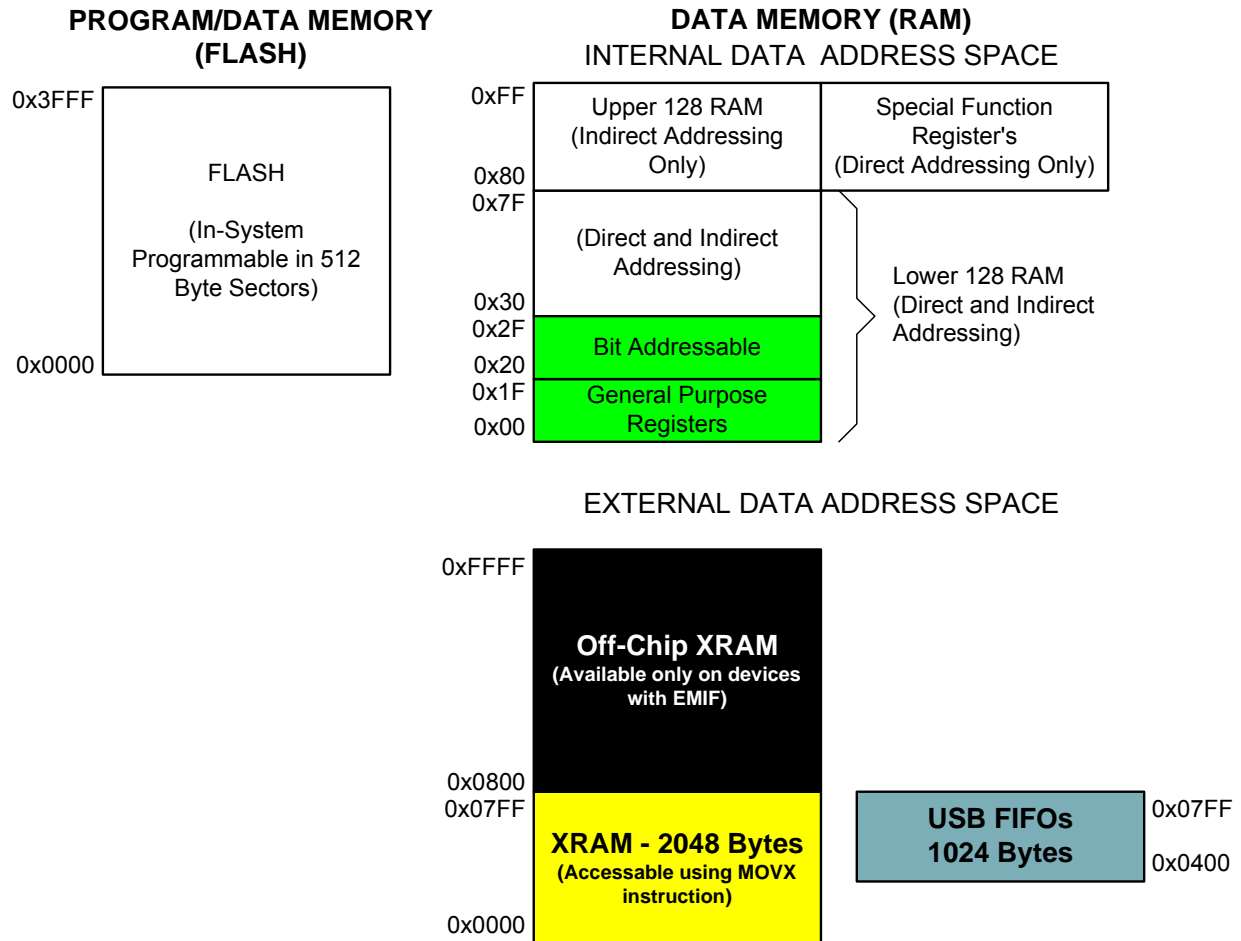 PROGRAM/DATA MEMORY
(FLASH)
0x3FFF
FLASH
(In-System
Programmable in 512
Byte Sectors)
0x0000
DATA MEMORY (RAM)
INTERNAL DATA ADDRESS SPACE
0xFF
Upper 128 RAM
(Indirect Addressing
Only)
0x80
Special Function
Register's
(Direct Addressing Only)
0x7F
(Direct and Indirect
Addressing)
0x30
0x2F
Bit Addressable
0x20
0x1F
General Purpose
Registers
0x00
Lower 128 RAM
(Direct and Indirect
Addressing)
EXTERNAL DATA ADDRESS SPACE
0xFFFF
Off-Chip XRAM
(Available only on devices
with EMIF)
0x0800
0x07FF
XRAM - 2048 Bytes
(Accessable using MOVX
instruction)
0x0000
USB FIFOs
1024 Bytes
0x07FF
0x0400